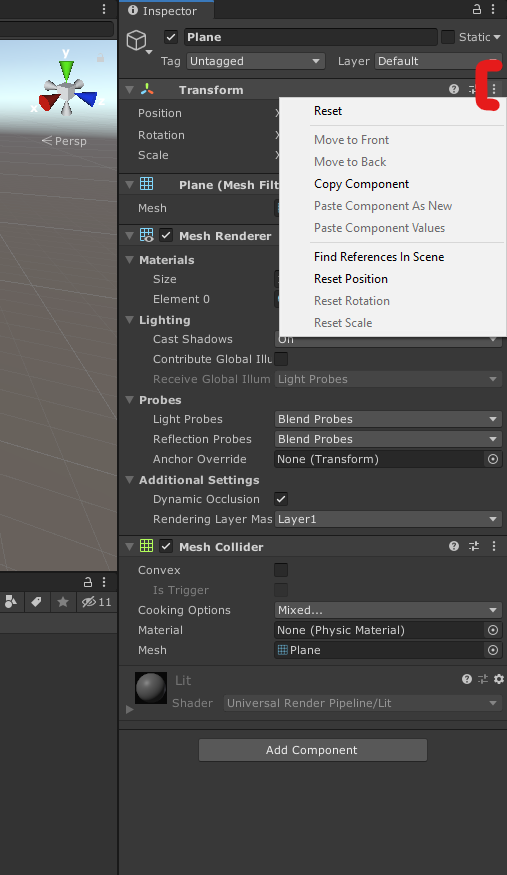 Inspector
Plane
Static
Tag Untagged Layer Default
y
x
Persp
Transform
Position
Rotation
Scale
Reset
Move to Front
Move to Back
Copy Component
Paste Component As New
Paste Component Values
Find References In Scene
Reset Position
Reset Rotation
Reset Scale
Plane (Mesh Filt
Mesh
Mesh Renderer
Materials
Size
Element 0
Lighting
Cast Shadows On
Contribute Global Illu
Receive Global Illum Light Probes
Probes
Light Probes Blend Probes
Reflection Probes Blend Probes
Anchor Override None (Transform)
Additional Settings
Dynamic Occlusion
Rendering Layer Mas Layer1
Mesh Collider
Convex
Is Trigger
Cooking Options Mixed...
Material None (Physic Material)
Mesh Plane
11
Lit
Shader Universal Render Pipeline/Lit
Add Component